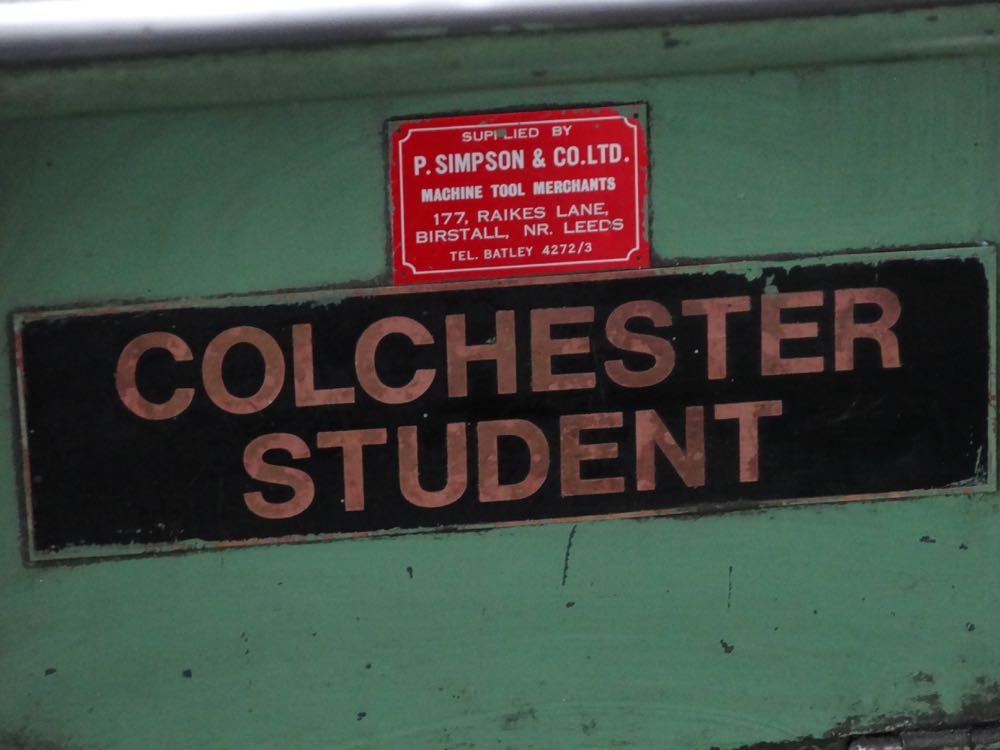 SUPPLIED BY
P. SIMPSON & CO. LTD.
MACHINE TOOL MERCHANTS
177, RAIKES LANE,
BIRSTALL, NR. LEEDS
TEL. BATLEY 4272/3
COLCHESTER
STUDENT